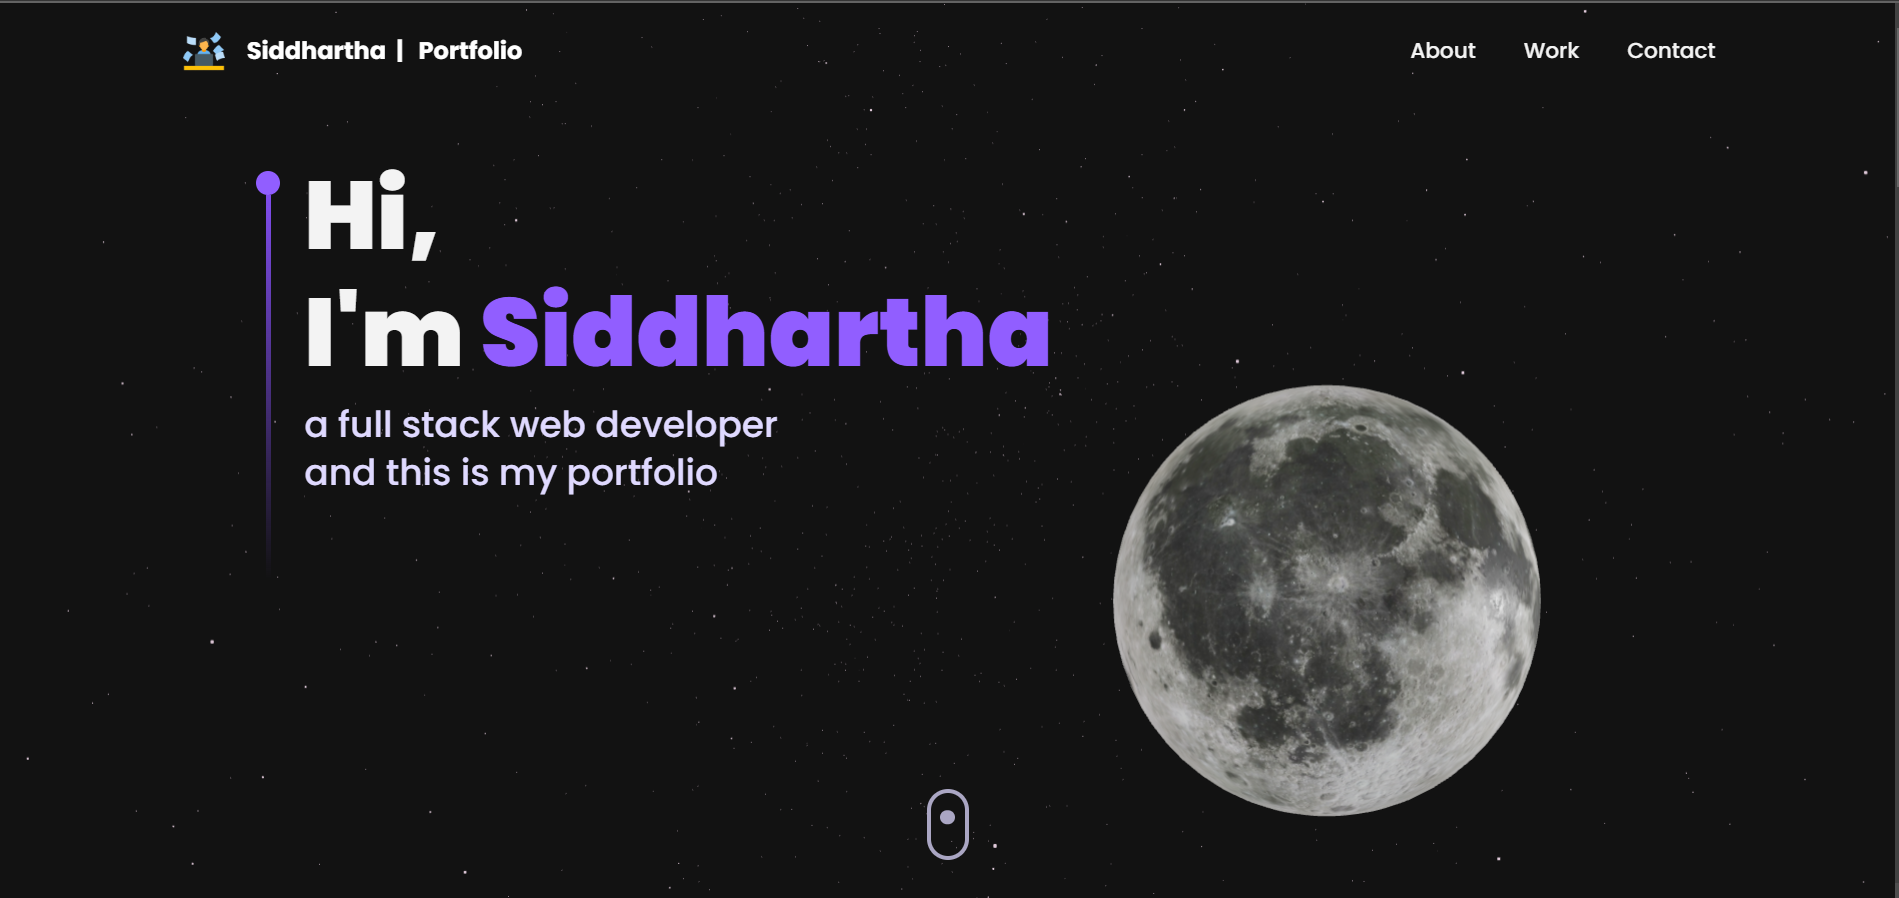 Siddhartha | Portfolio
About Work Contact
Hi,
I'm Siddhartha
a full stack web developer
and this is my portfolio